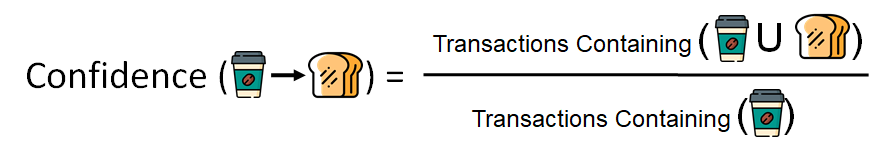 Transactions Containing ( U )
Confidence ( → ) =
Transactions Containing ( )